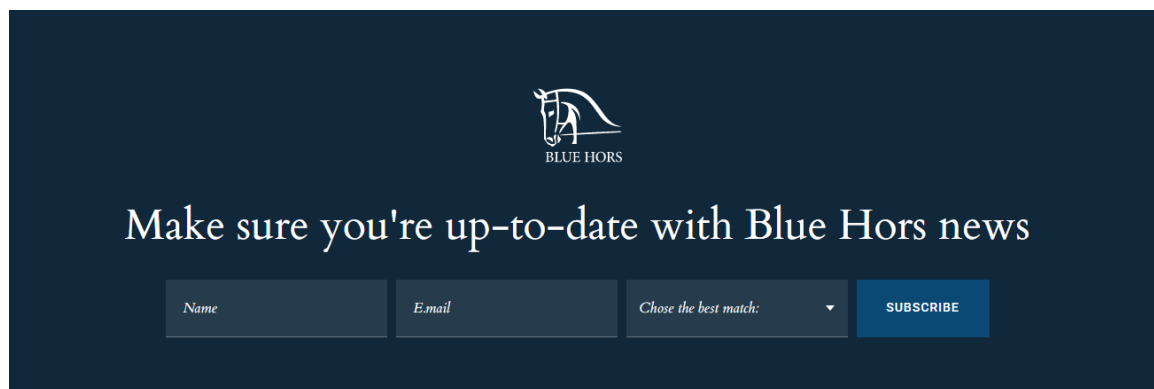 BLUE HORS
Make sure you're up-to-date with Blue Hors news
Name E.mail Chose the best match: SUBSCRIBE